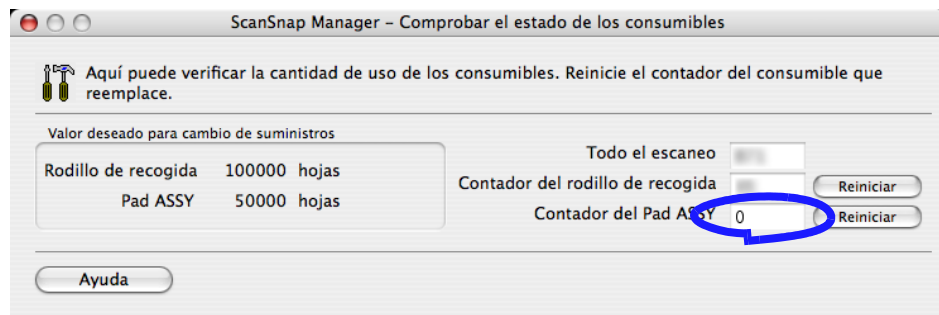 ScanSnap Manager – Comprobar el estado de los consumibles
Aquí puede verificar la cantidad de uso de los consumibles. Reinicie el contador del consumible que
reemplace.
Valor deseado para cambio de suministros
Rodillo de recogida 100000 hojas
Pad ASSY 50000 hojas
Todo el escaneo
Contador del rodillo de recogida Reiniciar
Contador del Pad ASSY 0 Reiniciar
Ayuda